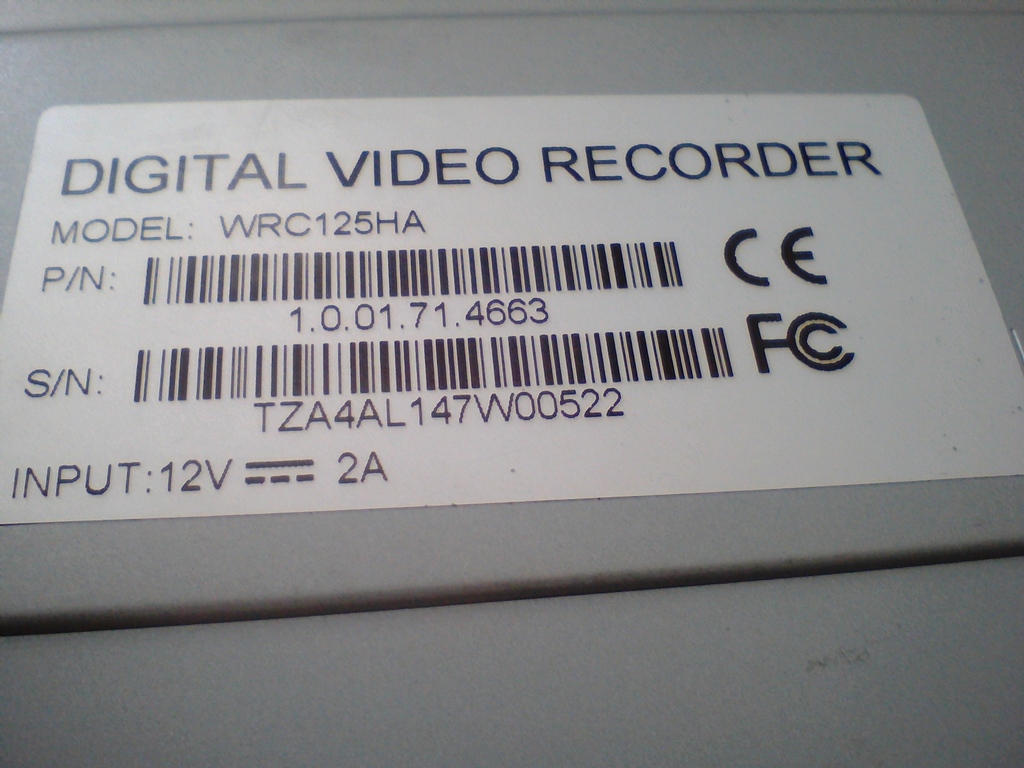 DIGITAL VIDEO RECORDER
MODEL: WRC125HA
P/N:
1.0.01.71.4663
S/N:
TZA4AL147W00522
INPUT:12V 2A
CE
FC